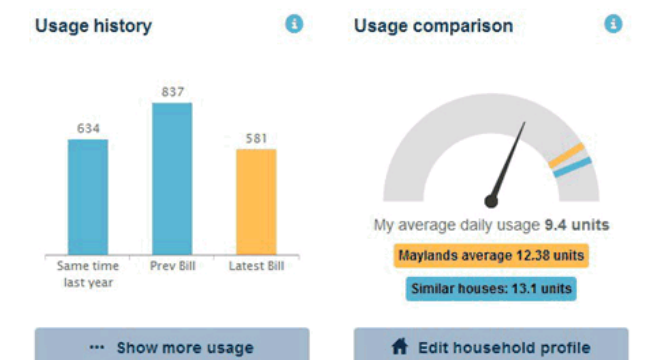 Usage history
634
837
581
Same time
last year
Prev Bill
Latest Bill
... Show more usage
Usage comparison
My average daily usage 9.4 units
Maylands average 12.38 units
Similar houses: 13.1 units
Edit household profile